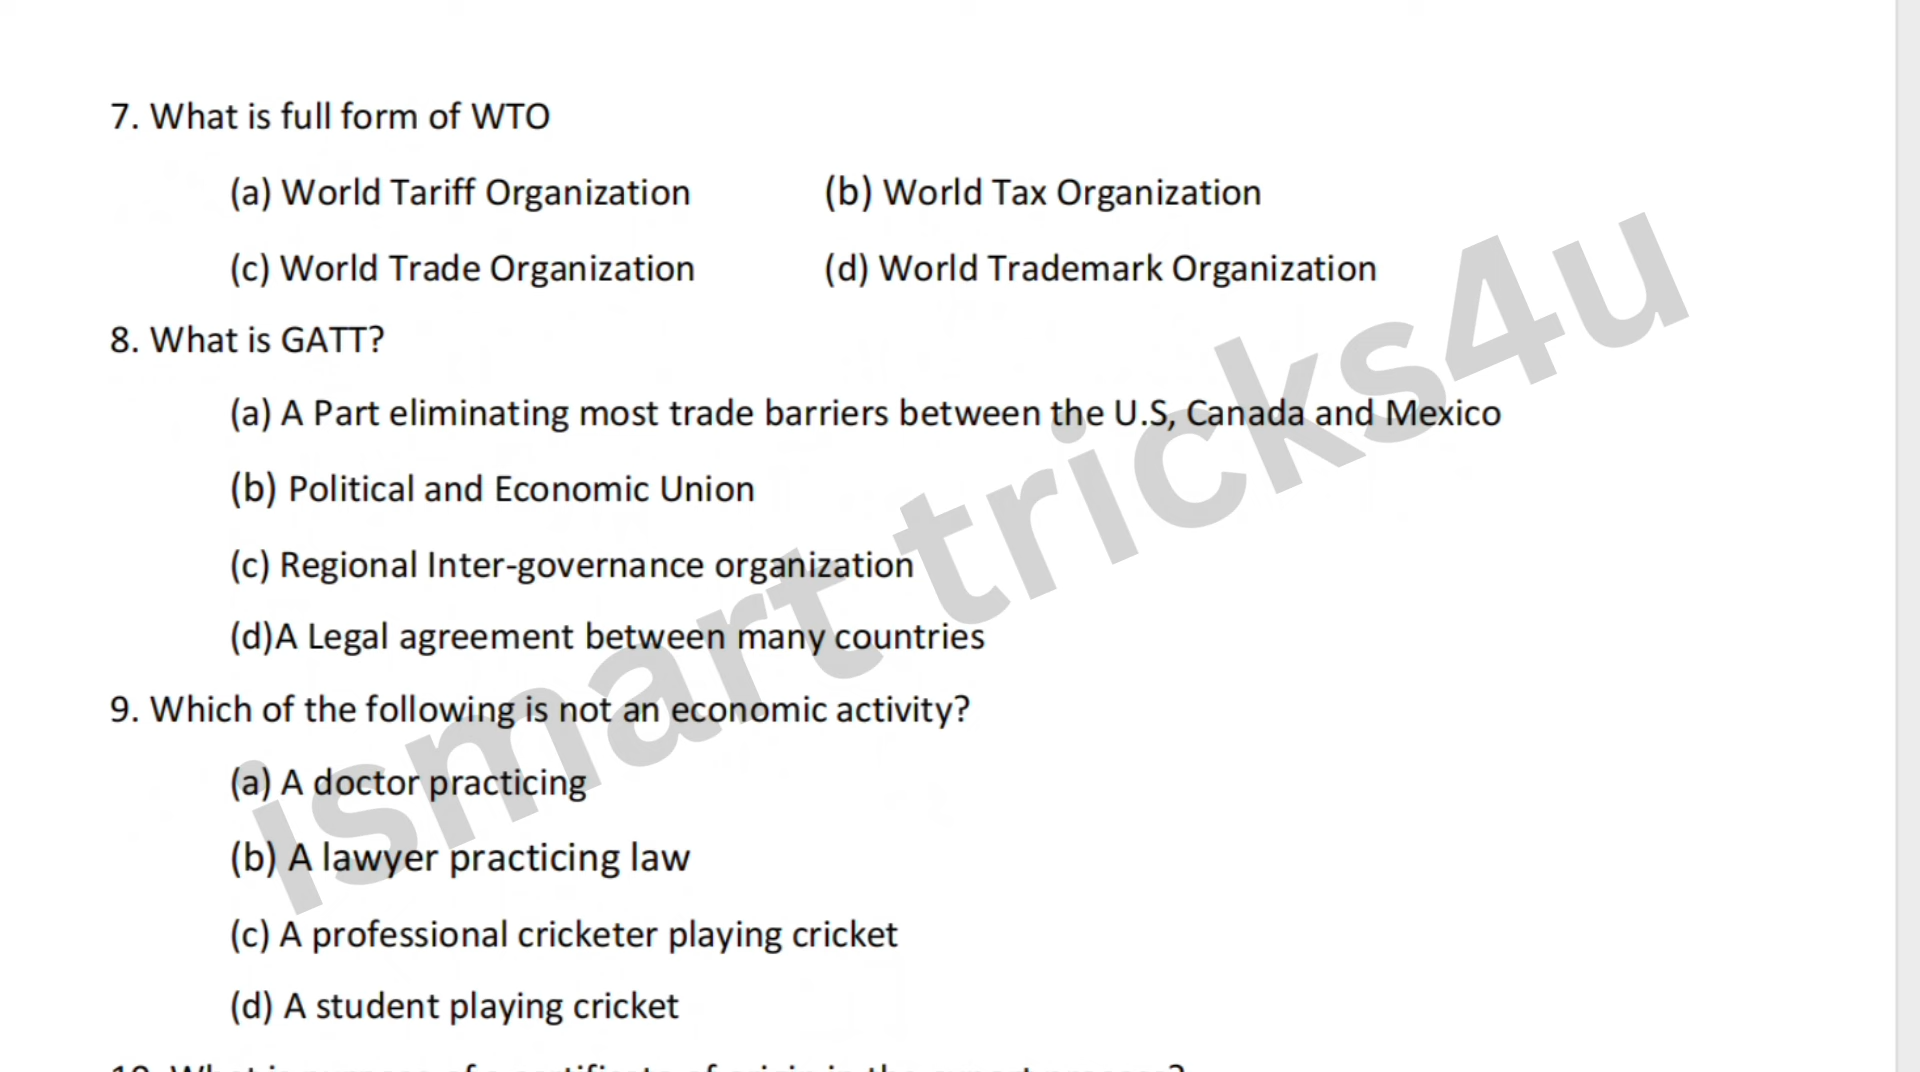 7. What is full form of WTO
(a) World Tariff Organization (b) World Tax Organization
(c) World Trade Organization (d) World Trademark Organization
8. What is GATT?
(a) A Part eliminating most trade barriers between the U.S, Canada and Mexico
(b) Political and Economic Union
(c) Regional Inter-governance organization
(d)A Legal agreement between many countries
9. Which of the following is not an economic activity?
(a) A doctor practicing
(b) A lawyer practicing law
(c) A professional cricketer playing cricket
(d) A student playing cricket
ismart tricks4u